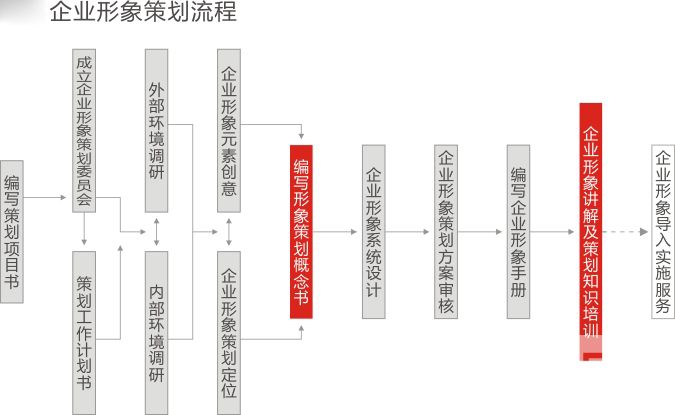 企业形象策划流程
编写策划项目书
成立企业形象策划委员会
策划工作计划书
外部环境调研
内部环境调研
企业形象元素创意
企业形象策划定位
编写形象策划概念书
企业形象系统设计
企业形象策划方案审核
编写企业形象手册
企业形象讲解及策划知识培训
企业形象导入实施服务